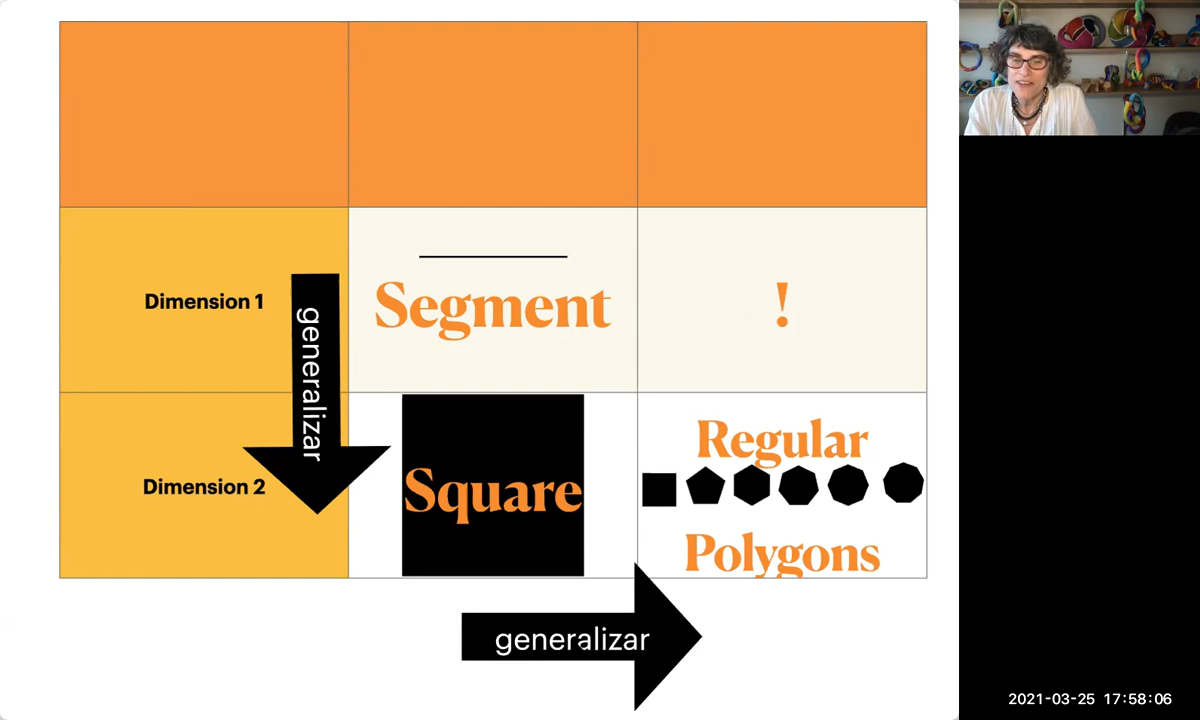 Dimension 1
generalizar
Segment
!
Dimension 2
Square
Regular
Polygons
generalizar
2021-03-25 17:58:06